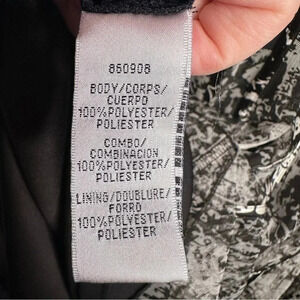 850908
BODY/CORPS/
CUERPO
100%POLYESTER/
POLIESTER
COMBO/
COMBINACION
100%POLYESTER/
POLIESTER
LINING/DOUBLURE/
FORRO
100%POLYESTER/
POLIESTER